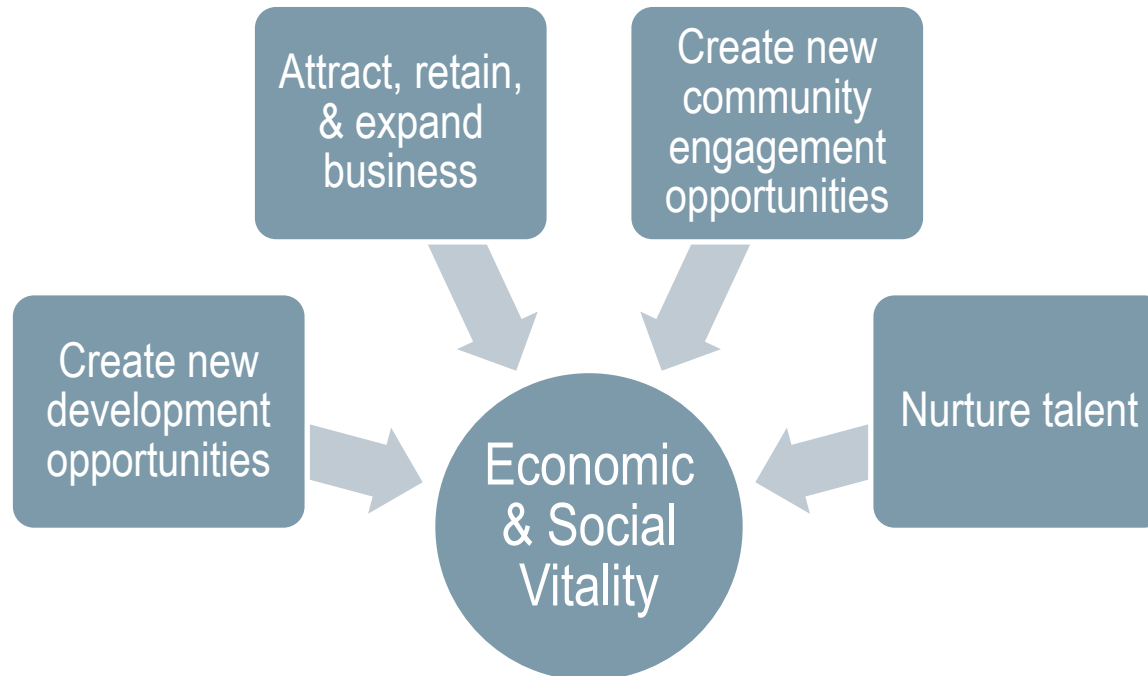 Create new
development
opportunities
Attract, retain,
& expand
business
Create new
community
engagement
opportunities
Nurture talent
Economic
& Social
Vitality